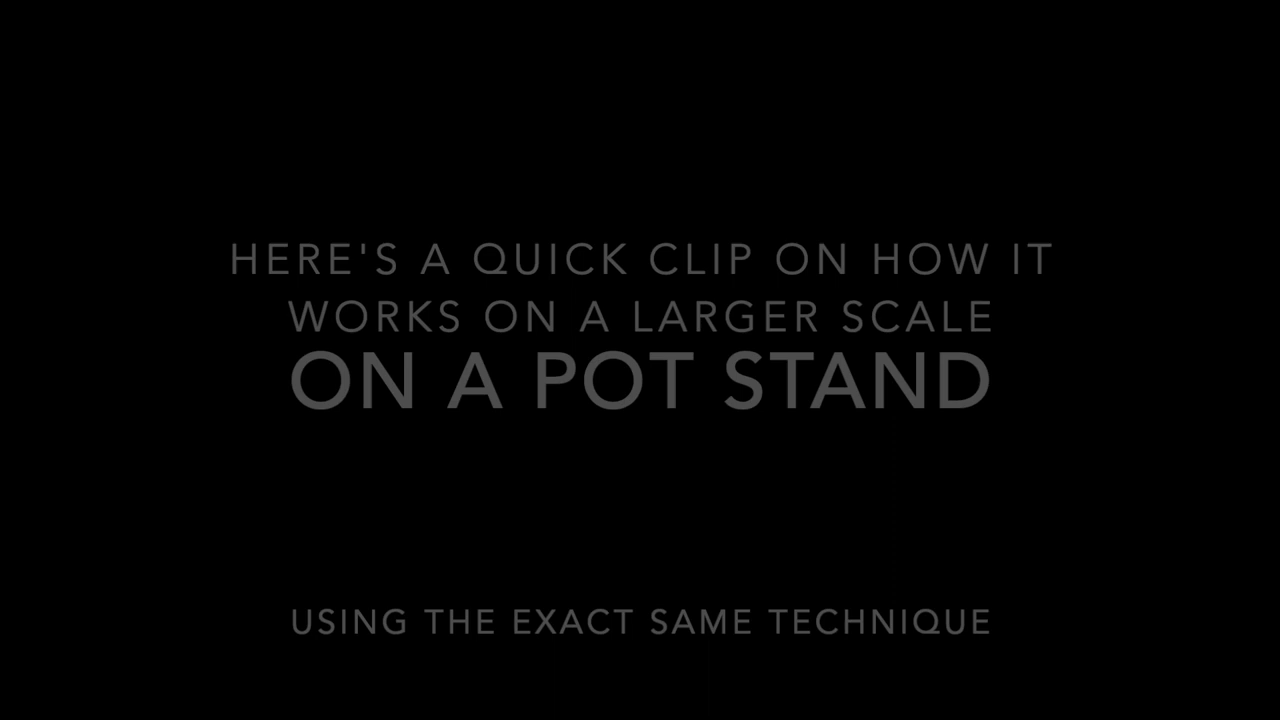 HERE'S A QUICK CLIP ON HOW IT
WORKS ON A LARGER SCALE
ON A POT STAND
USING THE EXACT SAME TECHNIQUE